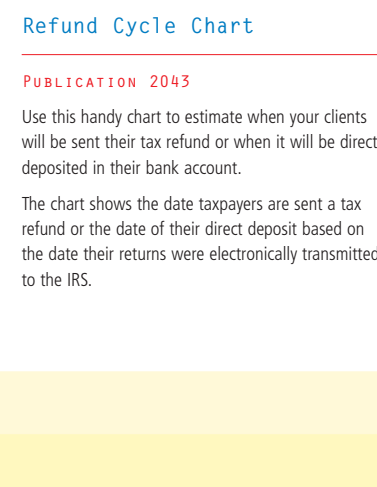 Refund Cycle Chart
PUBLICATION 2043
Use this handy chart to estimate when your clients
will be sent their tax refund or when it will be direct
deposited in their bank account.
The chart shows the date taxpayers are sent a tax
refund or the date of their direct deposit based on
the date their returns were electronically transmitted
to the IRS.